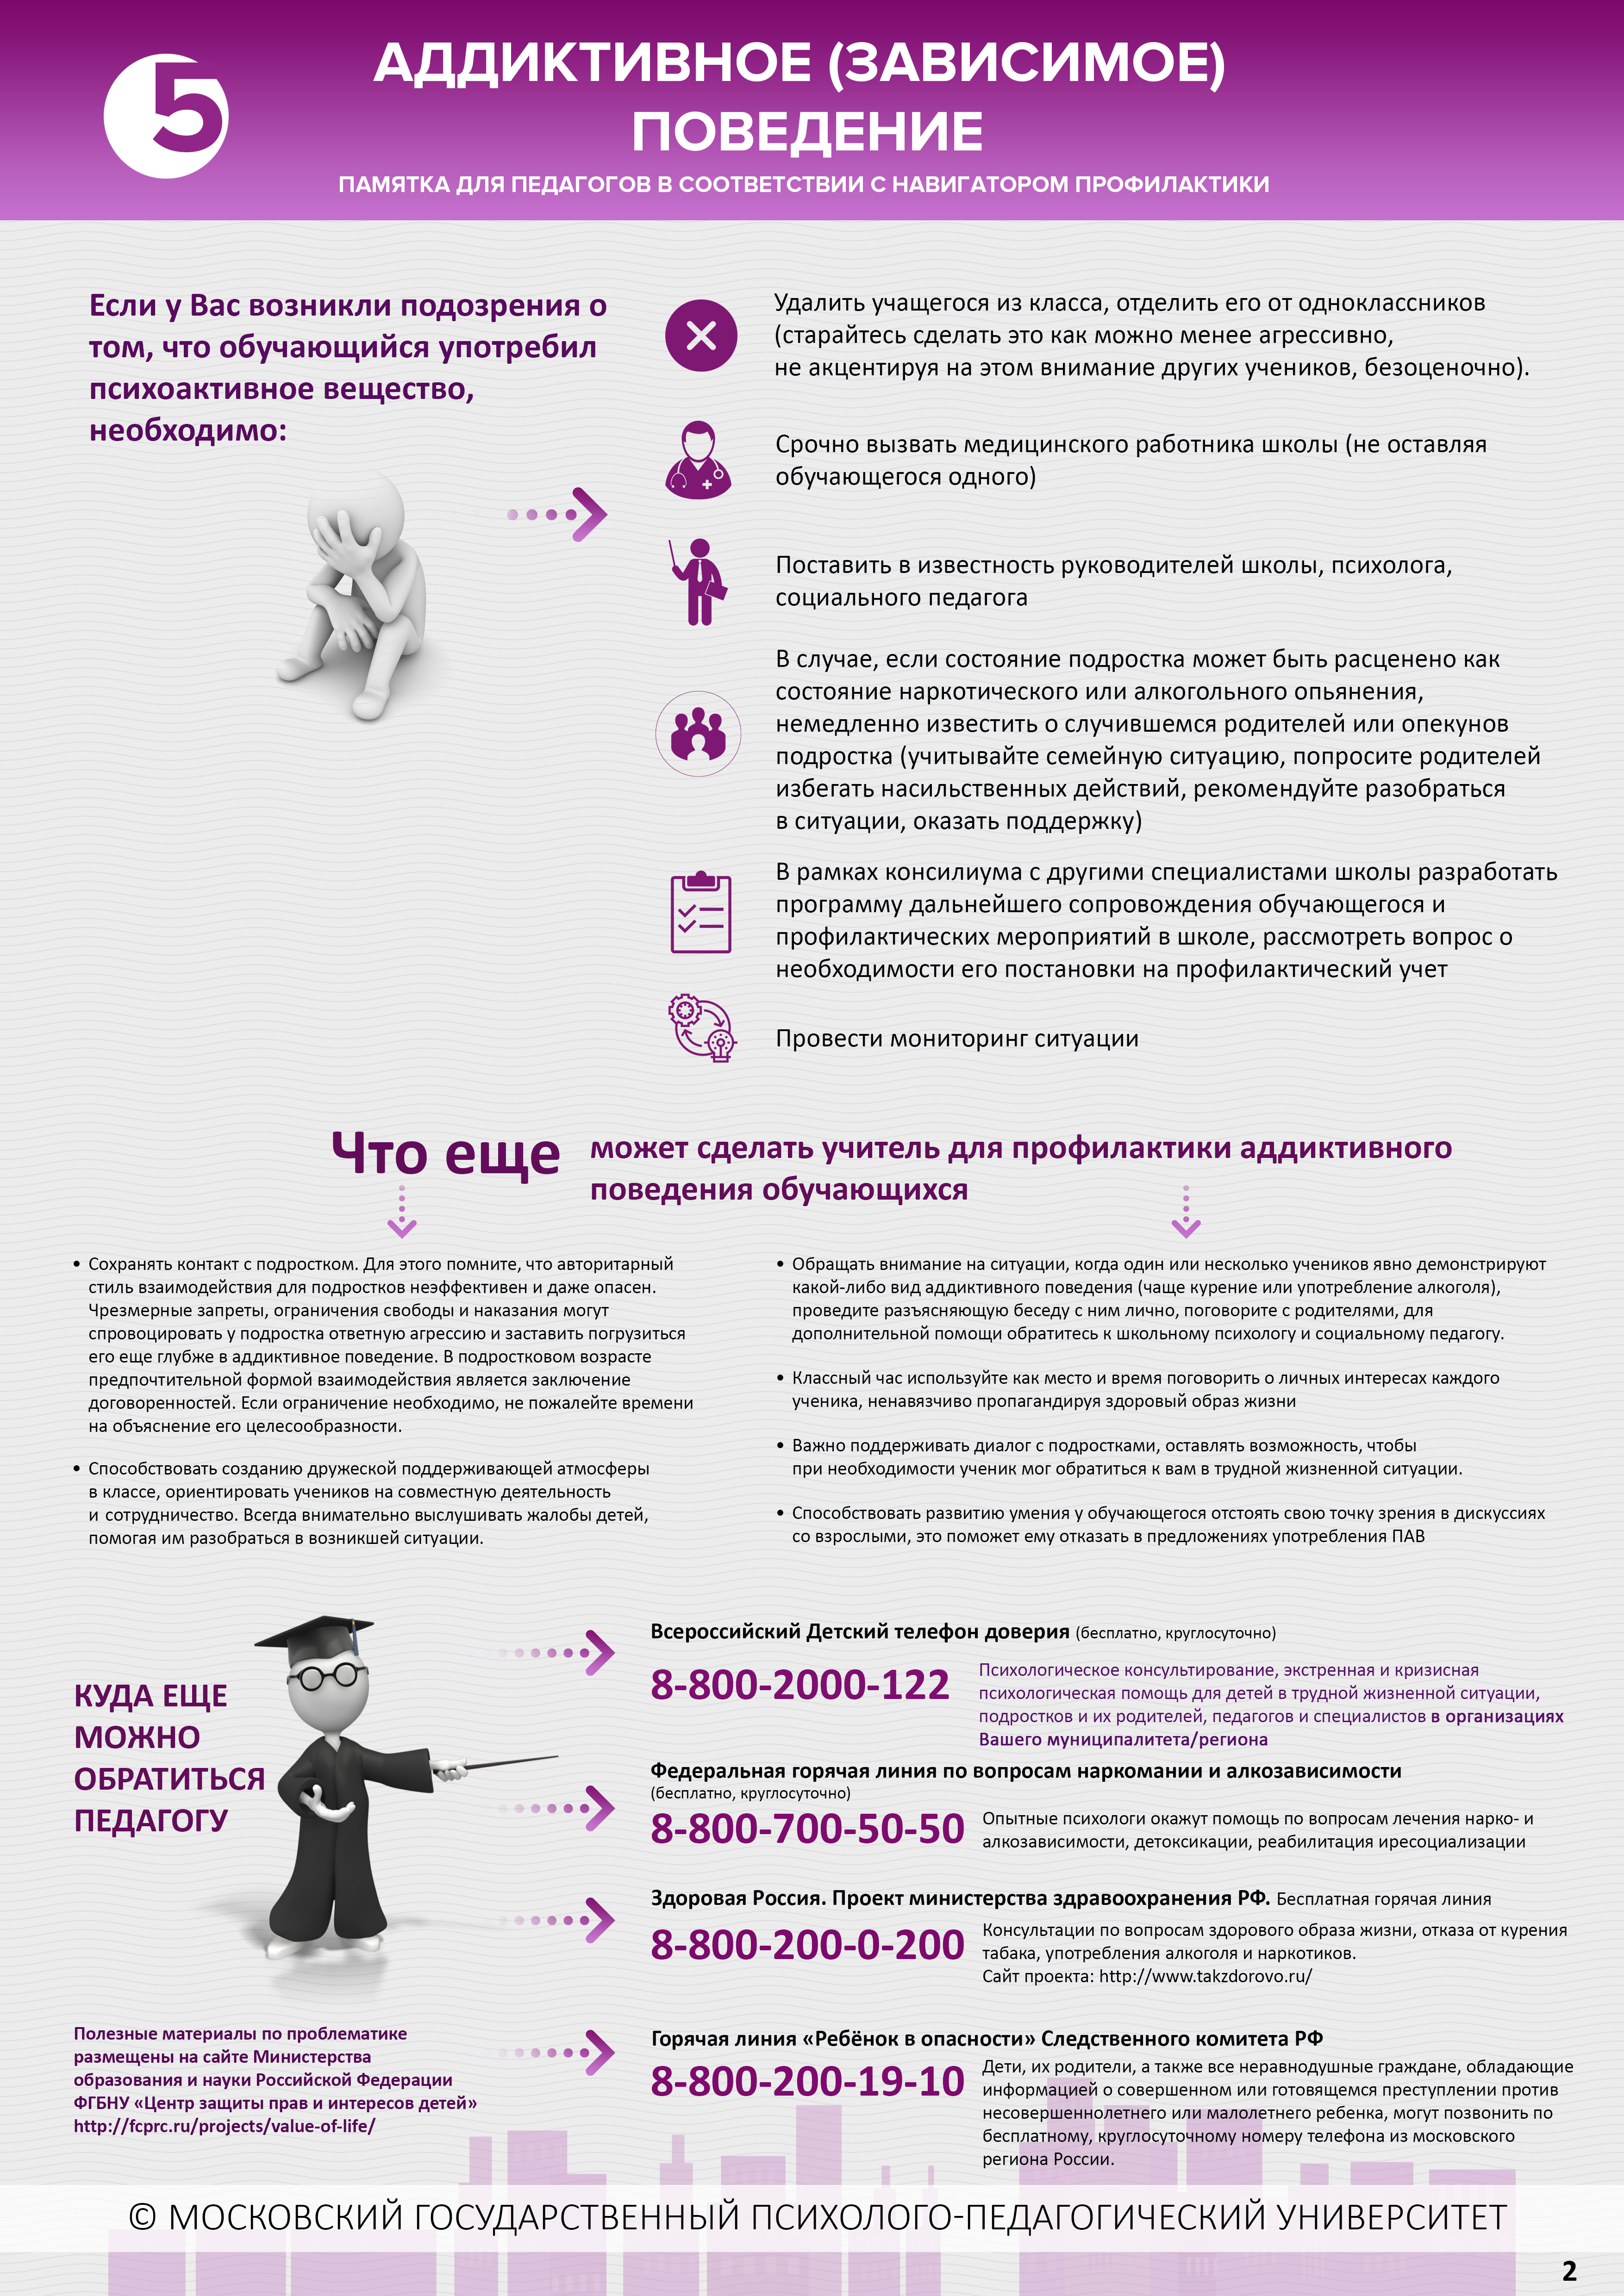 5
АДДИКТИВНОЕ (ЗАВИСИМОЕ)
ПОВЕДЕНИЕ
ПАМЯТКА ДЛЯ ПЕДАГОГОВ В СООТВЕТСТВИИ С НАВИГАТОРОМ ПРОФИЛАКТИКИ
Если у Вас возникли подозрения о
том, что обучающийся употребил
психоактивное вещество,
необходимо:
Удалить учащегося из класса, отделить его от одноклассников
(старайтесь сделать это как можно менее агрессивно,
не акцентируя на этом внимание других учеников, безоценочно).
Срочно вызвать медицинского работника школы (не оставляя
обучающегося одного)
Поставить в известность руководителей школы, психолога,
социального педагога
В случае, если состояние подростка может быть расценено как
состояние наркотического или алкогольного опьянения,
немедленно известить о случившемся родителей или опекунов
подростка (учитывайте семейную ситуацию, попросите родителей
избегать насильственных действий, рекомендуйте разобраться
в ситуации, оказать поддержку)
В рамках консилиума с другими специалистами школы разработать
программу дальнейшего сопровождения обучающегося и
профилактических мероприятий в школе, рассмотреть вопрос о
необходимости его постановки на профилактический учет
Провести мониторинг ситуации
Что еще
может сделать учитель для профилактики аддиктивного
поведения обучающихся
• Сохранять контакт с подростком. Для этого помните, что авторитарный
стиль взаимодействия для подростков неэффективен и даже опасен.
Чрезмерные запреты, ограничения свободы и наказания могут
спровоцировать у подростка ответную агрессию и заставить погрузиться
его еще глубже в аддиктивное поведение. В подростковом возрасте
предпочтительной формой взаимодействия является заключение
договоренностей. Если ограничение необходимо, не пожалейте времени
на объяснение его целесообразности.
• Способствовать созданию дружеской поддерживающей атмосферы
в классе, ориентировать учеников на совместную деятельность
и сотрудничество. Всегда внимательно выслушивать жалобы детей,
помогая им разобраться в возникшей ситуации.
• Обращать внимание на ситуации, когда один или несколько учеников явно демонстрируют
какой-либо вид аддиктивного поведения (чаще курение или употребление алкоголя),
проведите разъясняющую беседу с ним лично, поговорите с родителями, для
дополнительной помощи обратитесь к школьному психологу и социальному педагогу.
• Классный час используйте как место и время поговорить о личных интересах каждого
ученика, ненавязчиво пропагандируя здоровый образ жизни
• Важно поддерживать диалог с подростками, оставлять возможность, чтобы
при необходимости ученик мог обратиться к вам в трудной жизненной ситуации.
• Способствовать развитию умения у обучающегося отстоять свою точку зрения в дискуссиях
со взрослыми, это поможет ему отказать в предложениях употребления ПАВ
КУДА ЕЩЕ
МОЖНО
ОБРАТИТЬСЯ
ПЕДАГОГУ
Всероссийский Детский телефон доверия (бесплатно, круглосуточно)
8-800-2000-122
Психологическое консультирование, экстренная и кризисная
психологическая помощь для детей в трудной жизненной ситуации,
подростков и их родителей, педагогов и специалистов в организациях
Вашего муниципалитета/региона
Федеральная горячая линия по вопросам наркомании и алкозависимости
(бесплатно, круглосуточно)
8-800-700-50-50
Опытные психологи окажут помощь по вопросам лечения нарко- и
алкозависимости, детоксикации, реабилитация иресоциализации
Здоровая Россия. Проект министерства здравоохранения РФ. Бесплатная горячая линия
8-800-200-0-200
Консультации по вопросам здорового образа жизни, отказа от курения
табака, употребления алкоголя и наркотиков.
Сайт проекта: http://www.takzdorovo.ru/
Горячая линия «Ребёнок в опасности» Следственного комитета РФ
8-800-200-19-10
Дети, их родители, а также все неравнодушные граждане, обладающие
информацией о совершенном или готовящемся преступлении против
несовершеннолетнего или малолетнего ребенка, могут позвонить по
бесплатному, круглосуточному номеру телефона из московского
региона России.
Полезные материалы по проблематике
размещены на сайте Министерства
образования и науки Российской Федерации
ФГБНУ «Центр защиты прав и интересов детей»
http://fcprc.ru/projects/value-of-life/
© МОСКОВСКИЙ ГОСУДАРСТВЕННЫЙ ПСИХОЛОГО-ПЕДАГОГИЧЕСКИЙ УНИВЕРСИТЕТ
2